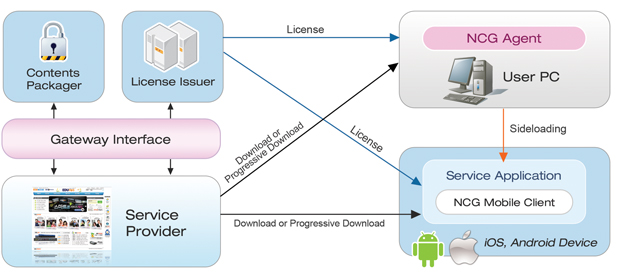 Contents
Packager
License Issuer
License
NCG Agent
User PC
Gateway Interface
Download or
Progressive Download
License
Sideloading
Service
Provider
Download or Progressive Download
Service Application
NCG Mobile Client
iOS, Android Device